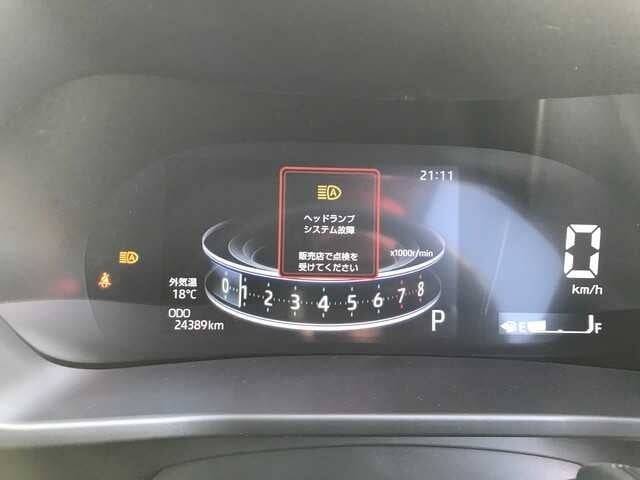 21:11
A
ヘッドランプ
システム故障
販売店で点検を
受けてください
x1000r/min
A
外気温
18℃
ODO
24389km
0 1 2 3 4 5 6 7 8
P
0
km/h
E F